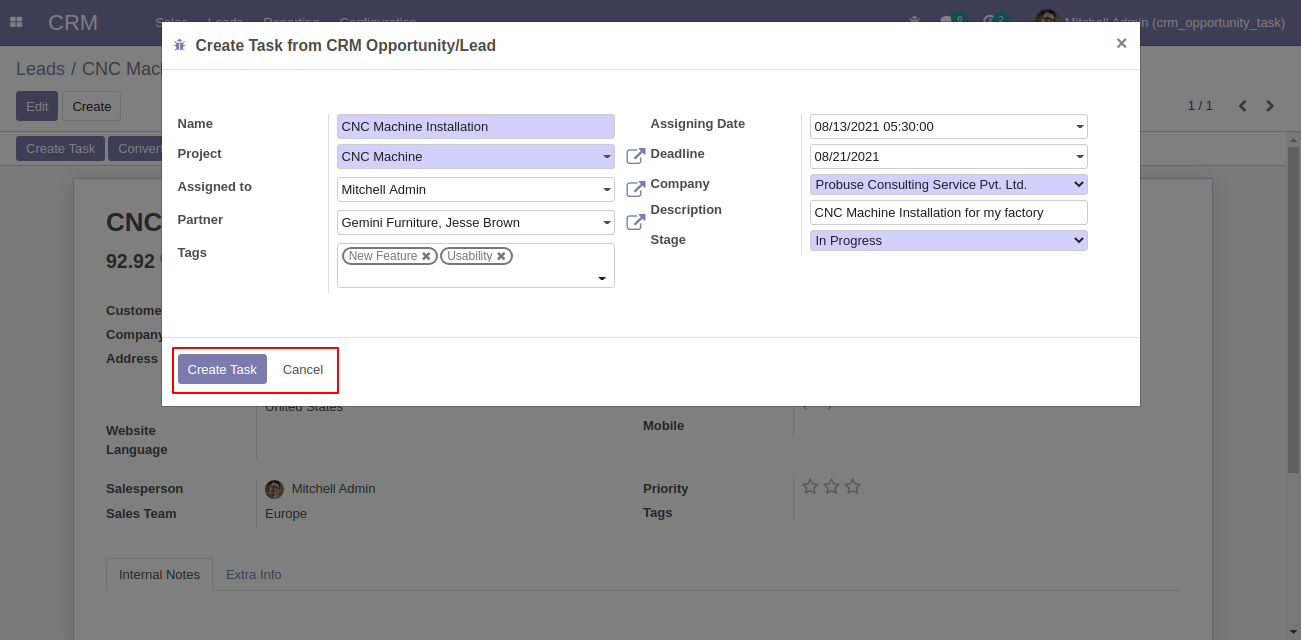 CRM Sales Leads Reporting Configuration 6 2 Mitchell Admin (crm_opportunity_task)
Create Task from CRM Opportunity/Lead ×
Leads / CNC Mach
Edit Create 1 / 1
Create Task Convert
Name CNC Machine Installation Assigning Date 08/13/2021 05:30:00
Project CNC Machine Deadline 08/21/2021
Assigned to Mitchell Admin Company Probuse Consulting Service Pvt. Ltd.
Partner Gemini Furniture, Jesse Brown Description CNC Machine Installation for my factory
Tags New Feature Usability Stage In Progress
CNC
92.92
Custome
Company
Address
Create Task Cancel
United States
Website Mobile
Language
Salesperson Mitchell Admin Priority
Sales Team Europe Tags
Internal Notes Extra Info